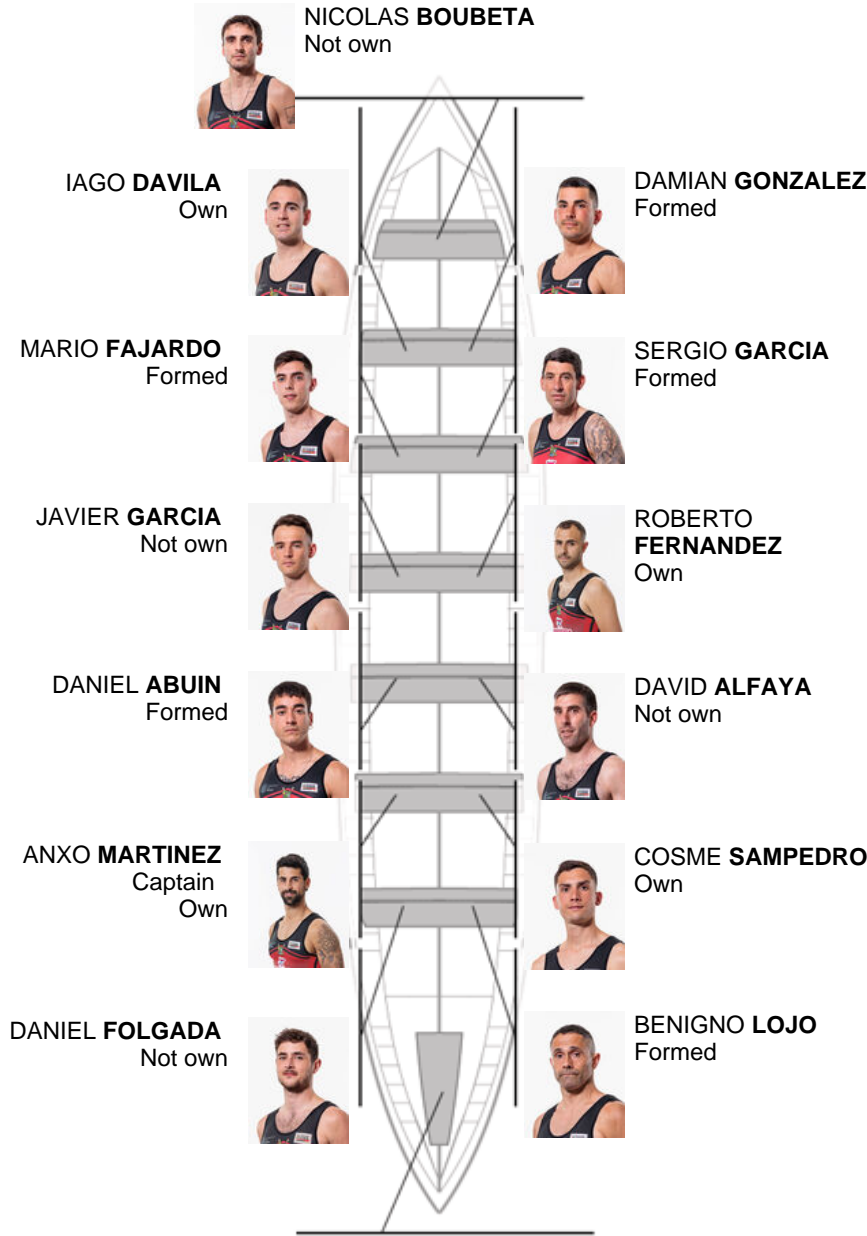 NICOLAS BOUBETA
Not own
IAGO DAVILA
Own
DAMIAN GONZALEZ
Formed
MARIO FAJARDO
Formed
SERGIO GARCIA
Formed
JAVIER GARCIA
Not own
ROBERTO
FERNANDEZ
Own
DANIEL ABUIN
Formed
DAVID ALFAYA
Not own
ANXO MARTINEZ
Captain
Own
COSME SAMPEDRO
Own
DANIEL FOLGADA
Not own
BENIGNO LOJO
Formed